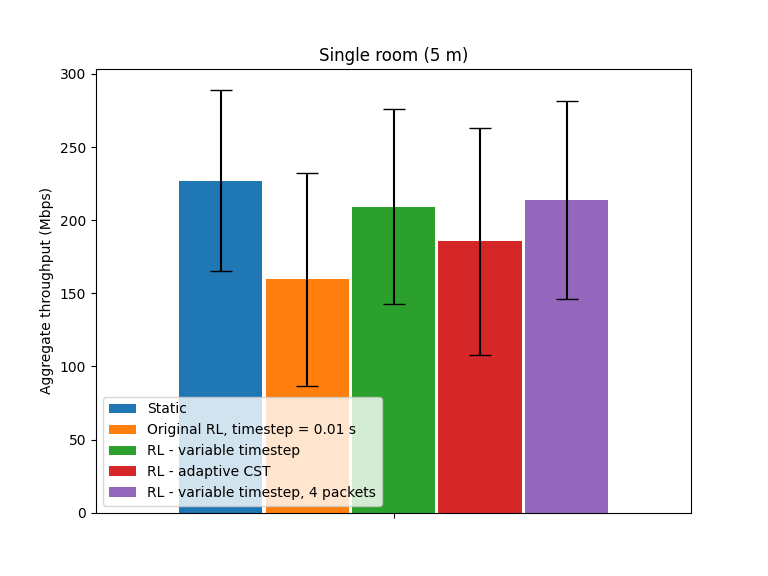 Single room (5 m)
Aggregate throughput (Mbps)
300
250
200
150
100
50
0
Static
Original RL, timestep = 0.01 s
RL - variable timestep
RL - adaptive CST
RL - variable timestep, 4 packets